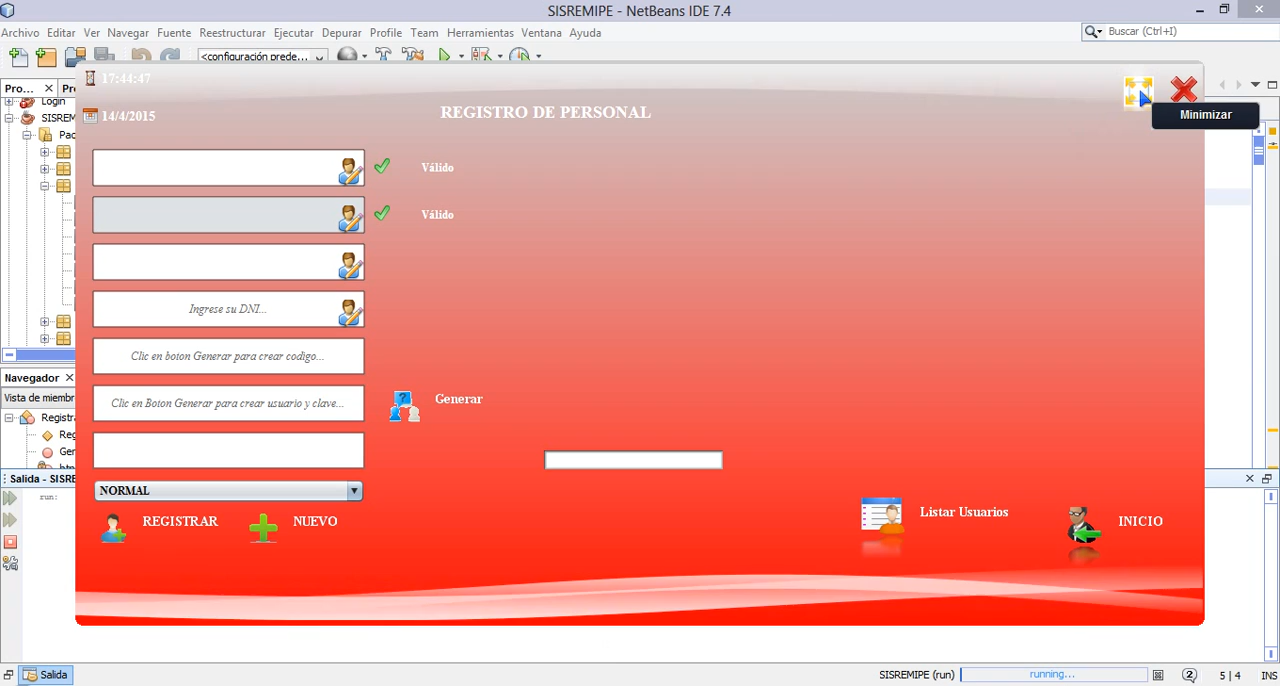 SISREMIPE - NetBeans IDE 7.4
Archivo Editar Ver Navegar Fuente Reestructurar Ejecutar Depurar Profile Team Herramientas Ventana Ayuda
Buscar (Ctrl+I)
<configuración prede...
17:44:47
Pro...
Login
14/4/2015
REGISTRO DE PERSONAL
Minimizar
SISREM
Válido
Válido
Ingrese su DNI...
Clic en boton Generar para crear codigo...
Navegador
Vista de miembr
Clic en Boton Generar para crear usuario y clave...
Generar
Registra
Salida - SISRE
run:
NORMAL
REGISTRAR
NUEVO
Listar Usuarios
INICIO
Salida
SISREMIPE (run)
running...
2
5 | 4
INS